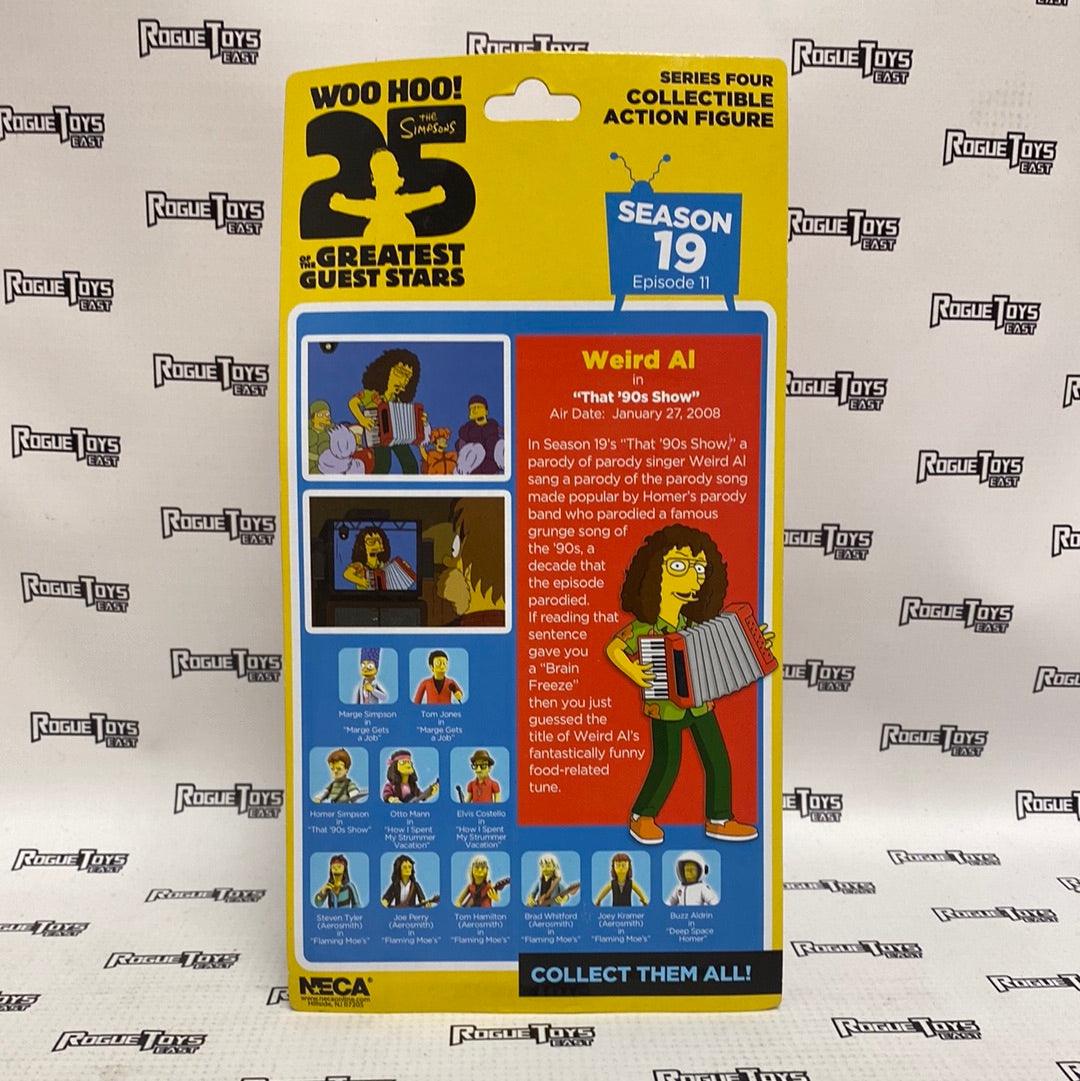 WOO HOO!
THE
SIMPSONS
25
OF THE GREATEST
GUEST STARS
SERIES FOUR
COLLECTIBLE
ACTION FIGURE
SEASON
19
Episode 11
Weird Al
in
“That ’90s Show”
Air Date: January 27, 2008
In Season 19’s “That ’90s Show,” a
parody of parody singer Weird Al
sang a parody of the parody song
made popular by Homer’s parody
band who parodied a famous
grunge song of
the ’90s, a
decade that
the episode
parodied.
If reading that
sentence
gave you
a “Brain
Freeze”
then you just
guessed the
title of Weird Al’s
fantastically funny
food-related
tune.
Marge Simpson
in
“Marge Gets
a Job”
Tom Jones
in
“Marge Gets
a Job”
Homer Simpson
in
“That ’90s Show”
Otto Mann
in
“How I Spent
My Strummer
Vacation”
Elvis Costello
in
“How I Spent
My Strummer
Vacation”
Steven Tyler
(Aerosmith)
in
“Flaming Moe’s”
Joe Perry
(Aerosmith)
in
“Flaming Moe’s”
Tom Hamilton
(Aerosmith)
in
“Flaming Moe’s”
Brad Whitford
(Aerosmith)
in
“Flaming Moe’s”
Joey Kramer
(Aerosmith)
in
“Flaming Moe’s”
Buzz Aldrin
in
“Deep Space
Homer”
COLLECT THEM ALL!
NECA®
www.necaonline.com
Hillside, NJ 07205
ROGUE TOYS
EAST